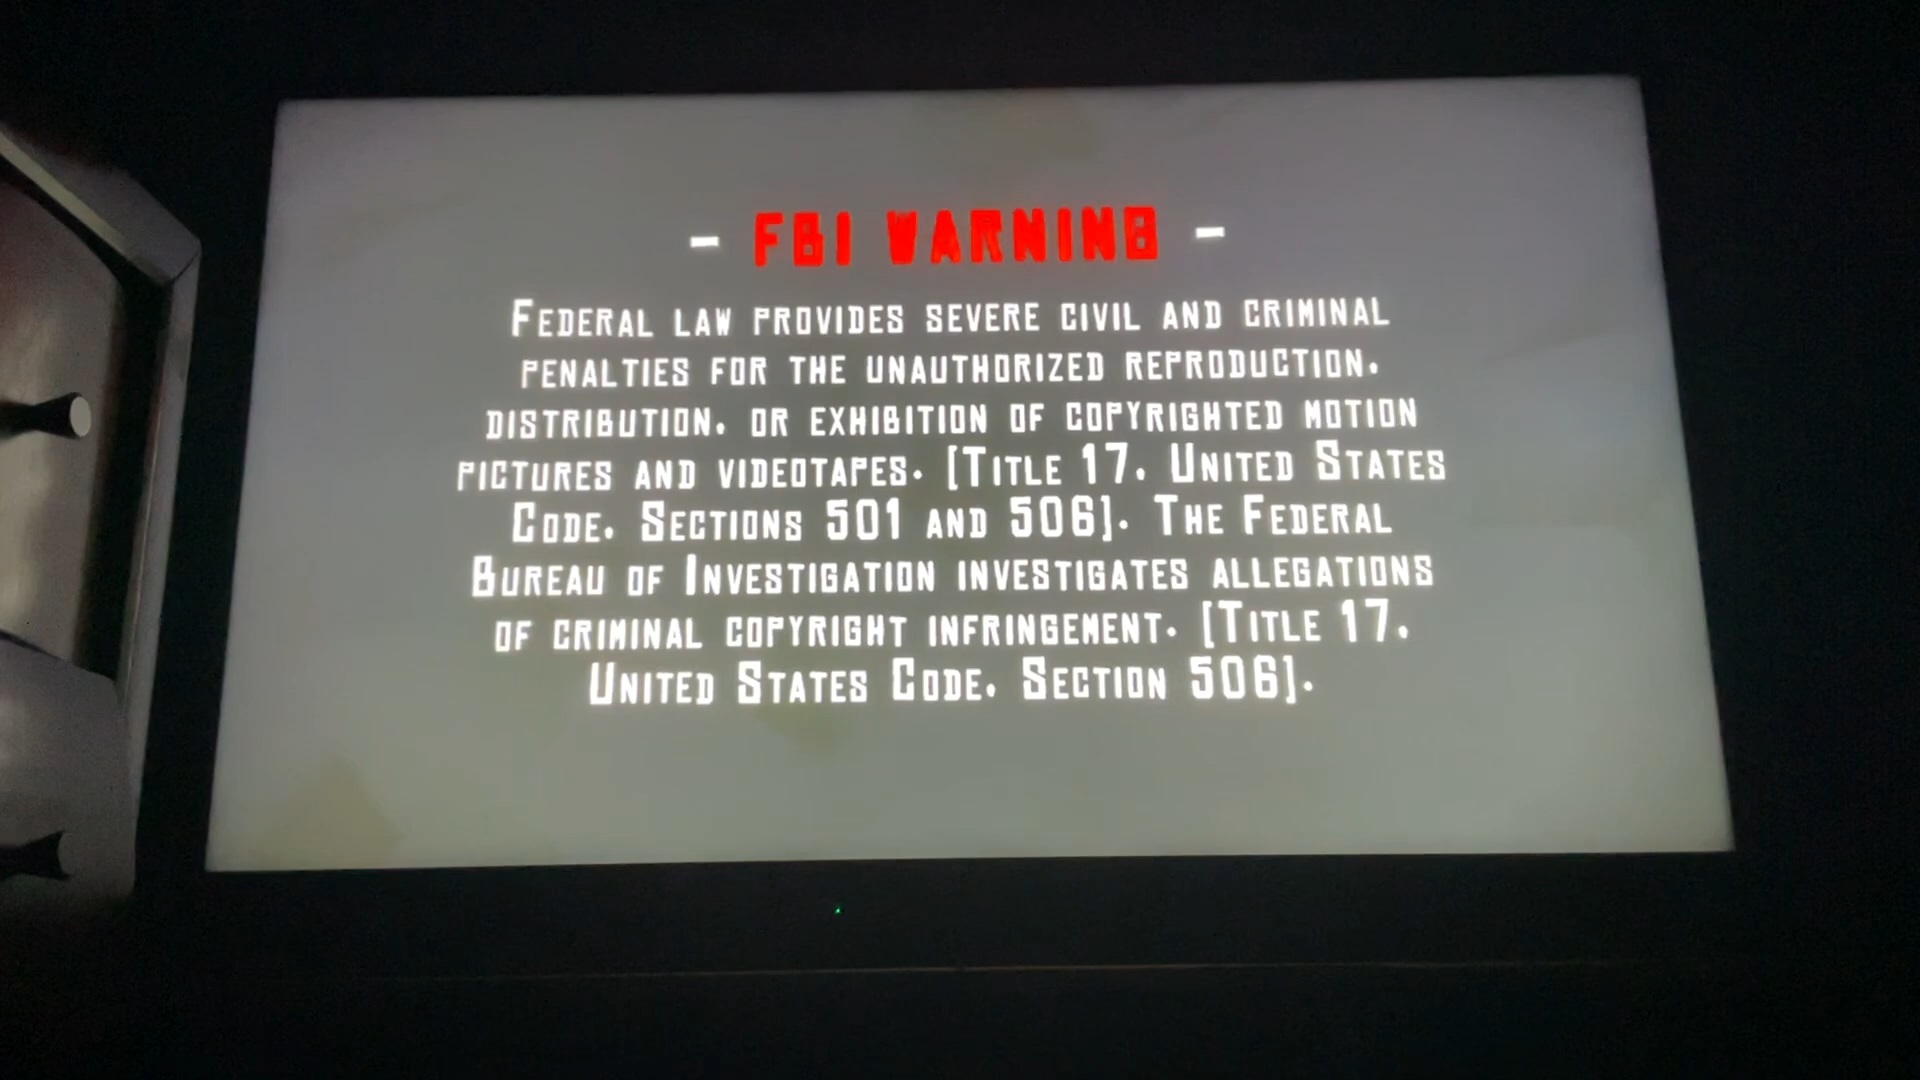 - FBI WARNING -
Federal law provides severe civil and criminal
penalties for the unauthorized reproduction,
distribution, or exhibition of copyrighted motion
pictures and videotapes. [Title 17, United States
Code, Sections 501 and 506]. The Federal
Bureau of Investigation investigates allegations
of criminal copyright infringement. [Title 17,
United States Code, Section 506].